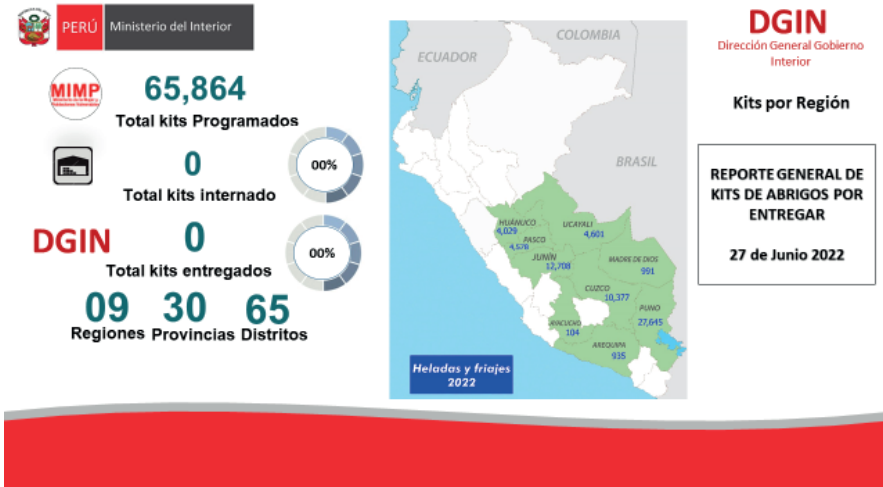 PERÚ
Ministerio del Interior
MIMP
65,864
Total kits Programados
0
Total kits internado
00%
DGIN
0
Total kits entregados
00%
09 30 65
Regiones Provincias Distritos
ECUADOR
COLOMBIA
BRASIL
HUÁNUCO
4,029
UCAYALI
4,601
PASCO
4,578
JUNÍN
12,708
MADRE DE DIOS
991
CUZCO
10,377
PUNO
27,645
AYACUCHO
104
AREQUIPA
935
Heladas y friajes
2022
DGIN
Dirección General Gobierno
Interior
Kits por Región
REPORTE GENERAL DE
KITS DE ABRIGOS POR
ENTREGAR
27 de Junio 2022